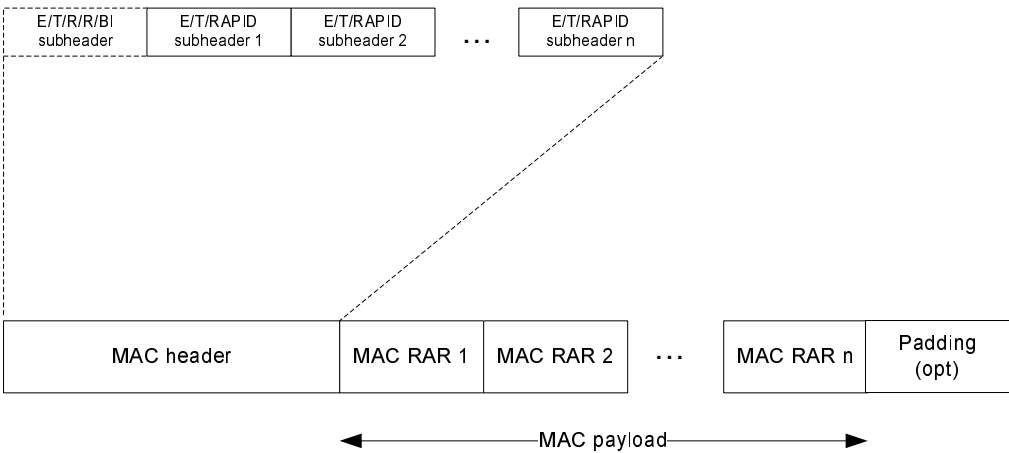 E/T/R/R/BI
subheader
E/T/RAPID
subheader 1
E/T/RAPID
subheader 2
...
E/T/RAPID
subheader n
MAC header
MAC RAR 1
MAC RAR 2
...
MAC RAR n
Padding
(opt)
MAC payload